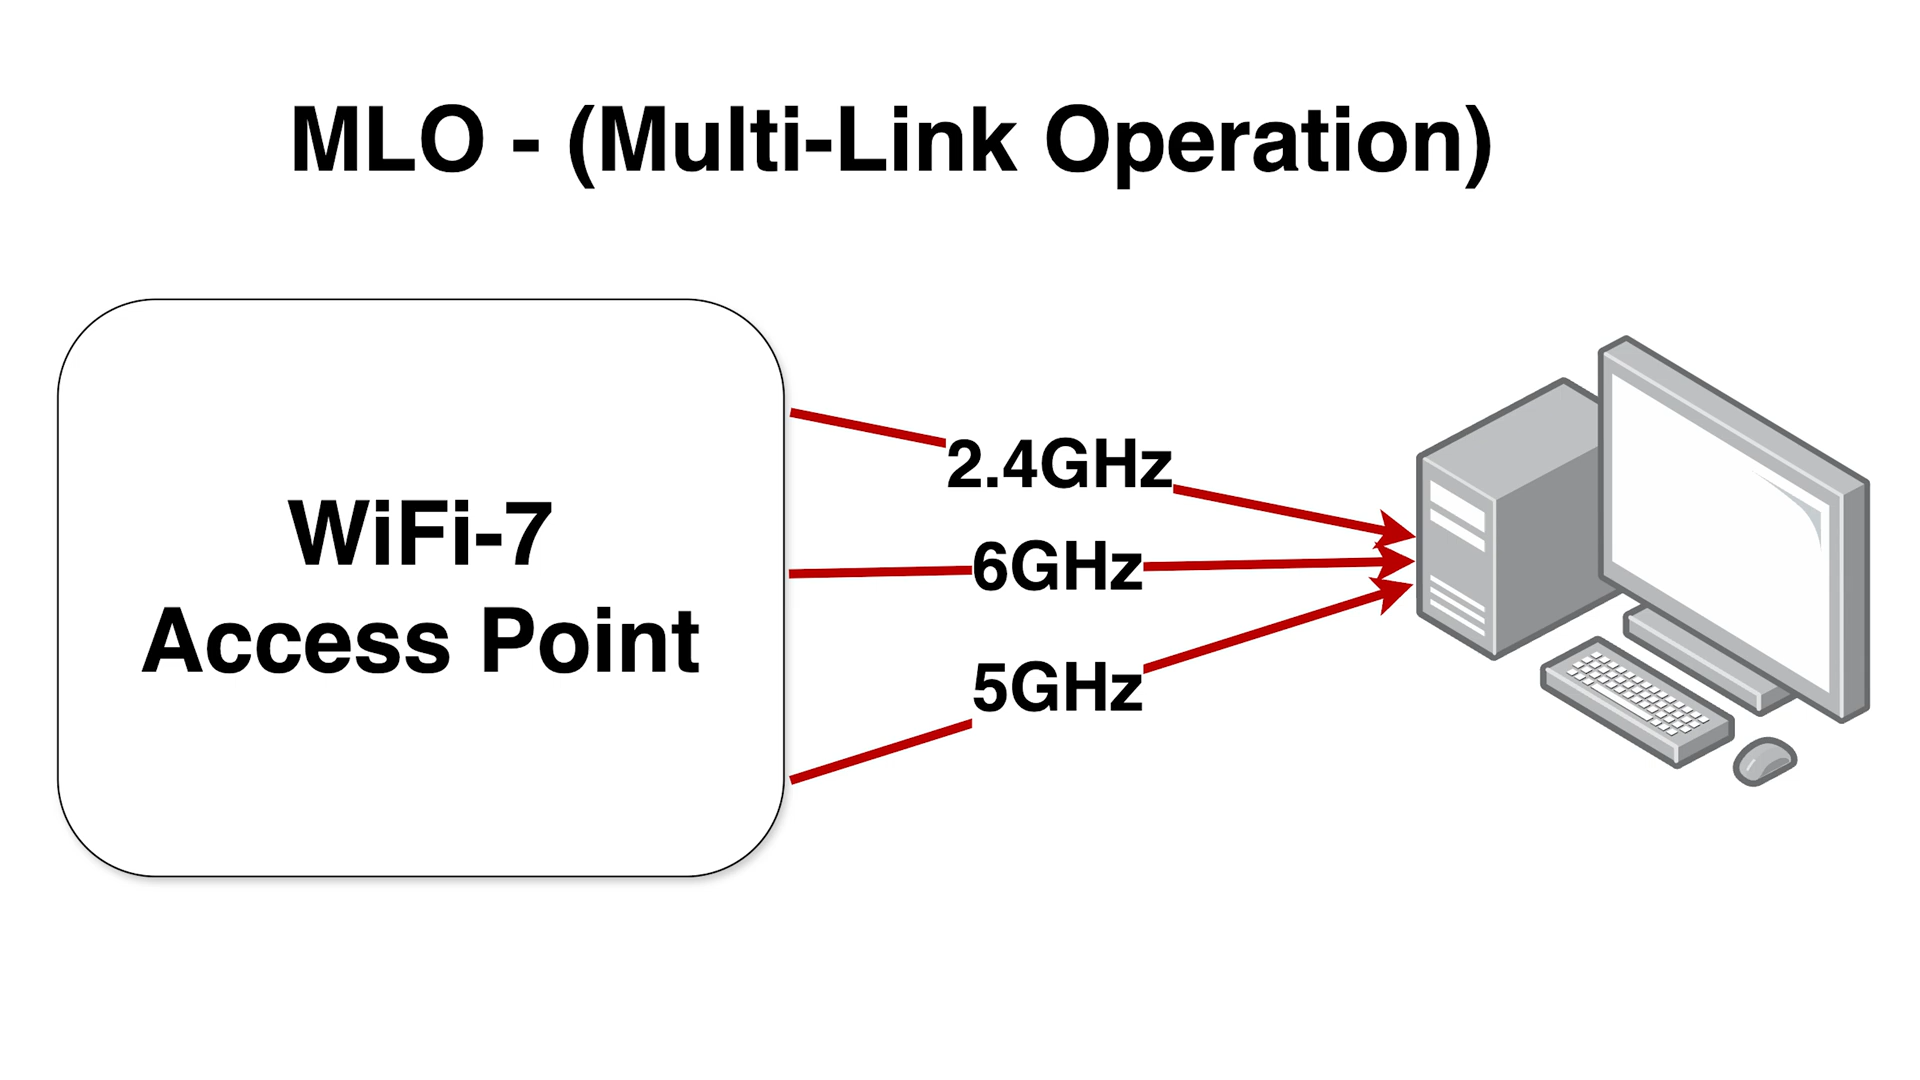 MLO - (Multi-Link Operation)
WiFi-7
Access Point
2.4GHz
6GHz
5GHz